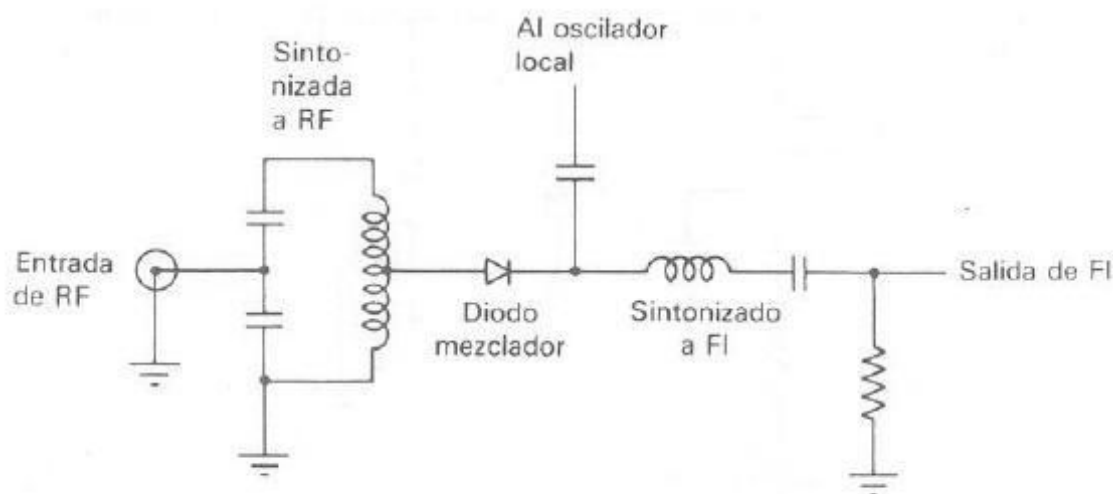 Al oscilador
local
Sinto-
nizada
a RF
Entrada
de RF
Diodo
mezclador
Sintonizado
a FI
Salida de FI